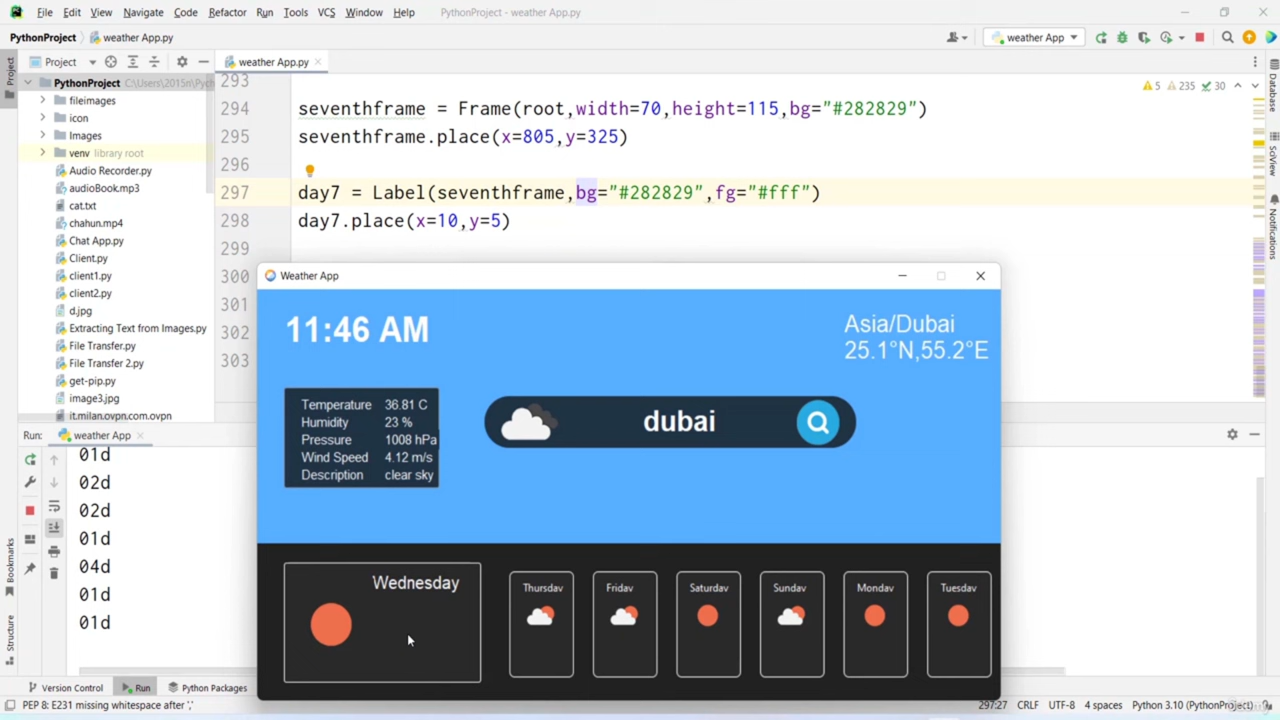 File Edit View Navigate Code Refactor Run Tools VCS Window Help PythonProject - weather App.py
PythonProject weather App.py
weather App
Project
Project
weather App.py
Database
SciView
Notifications
PythonProject C:\Users\2015n\Pyth
fileimages
icon
Images
venv library root
Audio Recorder.py
audioBook.mp3
cat.txt
chahun.mp4
Chat App.py
Client.py
client1.py
client2.py
d.jpg
Extracting Text from Images.py
File Transfer.py
File Transfer 2.py
get-pip.py
image3.jpg
it.milan.ovpn.com.ovpn
5 235 30
293
294 seventhframe = Frame(root,width=70,height=115,bg="#282829")
295 seventhframe.place(x=805,y=325)
296
297 day7 = Label(seventhframe,bg="#282829",fg="#fff")
298 day7.place(x=10,y=5)
299
300
301
302
303
Weather App
11:46 AM
Asia/Dubai
25.1°N,55.2°E
Temperature 36.81 C
Humidity 23 %
Pressure 1008 hPa
Wind Speed 4.12 m/s
Description clear sky
dubai
Wednesday
Thursday
Friday
Saturday
Sunday
Monday
Tuesday
Run: weather App
01d
02d
02d
01d
04d
01d
01d
Bookmarks
Structure
Version Control Run Python Packages
PEP 8: E231 missing whitespace after ','
297:27 CRLF UTF-8 4 spaces Python 3.10 (PythonProject)